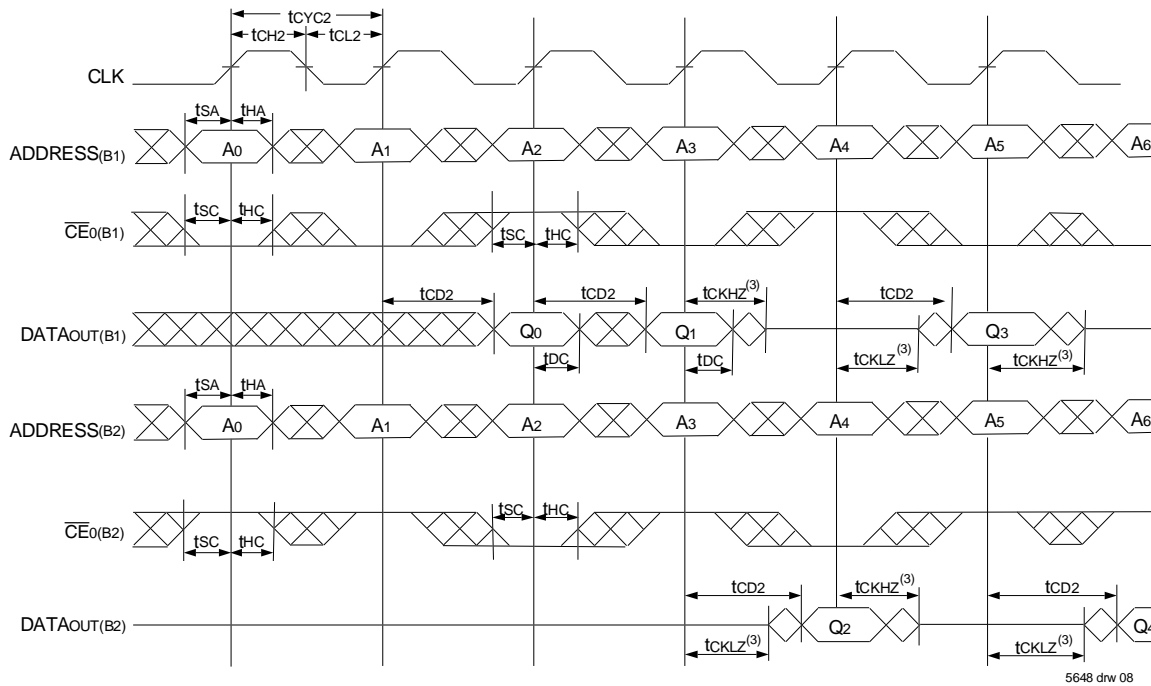 tCYC2
tCH2 tCL2
CLK
tSA tHA
ADDRESS(B1) A0 A1 A2 A3 A4 A5 A6
tSC tHC
CE0(B1)
tSC tHC
tCD2 tCD2 tCKHZ(3) tCD2
DATAOUT(B1) Q0 Q1 Q3
tDC tDC tCKLZ(3) tCKHZ(3)
tSA tHA
ADDRESS(B2) A0 A1 A2 A3 A4 A5 A6
tSC tHC
CE0(B2)
tSC tHC
tCD2 tCKHZ(3) tCD2
DATAOUT(B2) Q2 Q4
tCKLZ(3) tCKLZ(3)
5648 drw 08